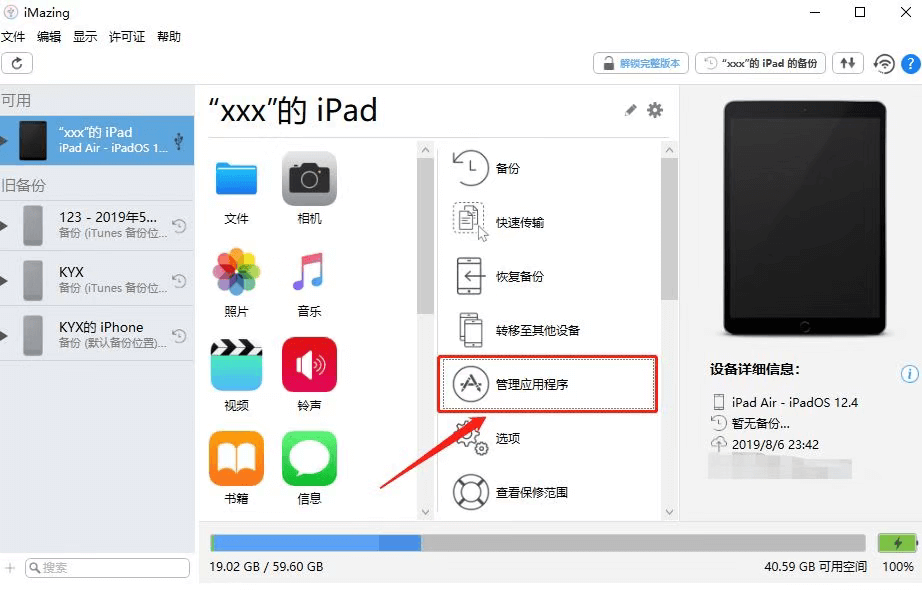 iMazing
文件 编辑 显示 许可证 帮助
解锁完整版本
“xxx”的 iPad 的备份
?
可用
“xxx”的 iPad
iPad Air - iPadOS 1...
旧备份
123 - 2019年5...
备份 (iTunes 备份位...
KYX
备份 (iTunes 备份位...
KYX的 iPhone
备份 (默认备份位置)...
搜索
“xxx”的 iPad
文件
相机
照片
音乐
视频
铃声
书籍
信息
备份
快速传输
恢复备份
转移至其他设备
管理应用程序
选项
查看保修范围
设备详细信息:
iPad Air - iPadOS 12.4
暂无备份...
2019/8/6 23:42
19.02 GB / 59.60 GB
40.59 GB 可用空间
100%